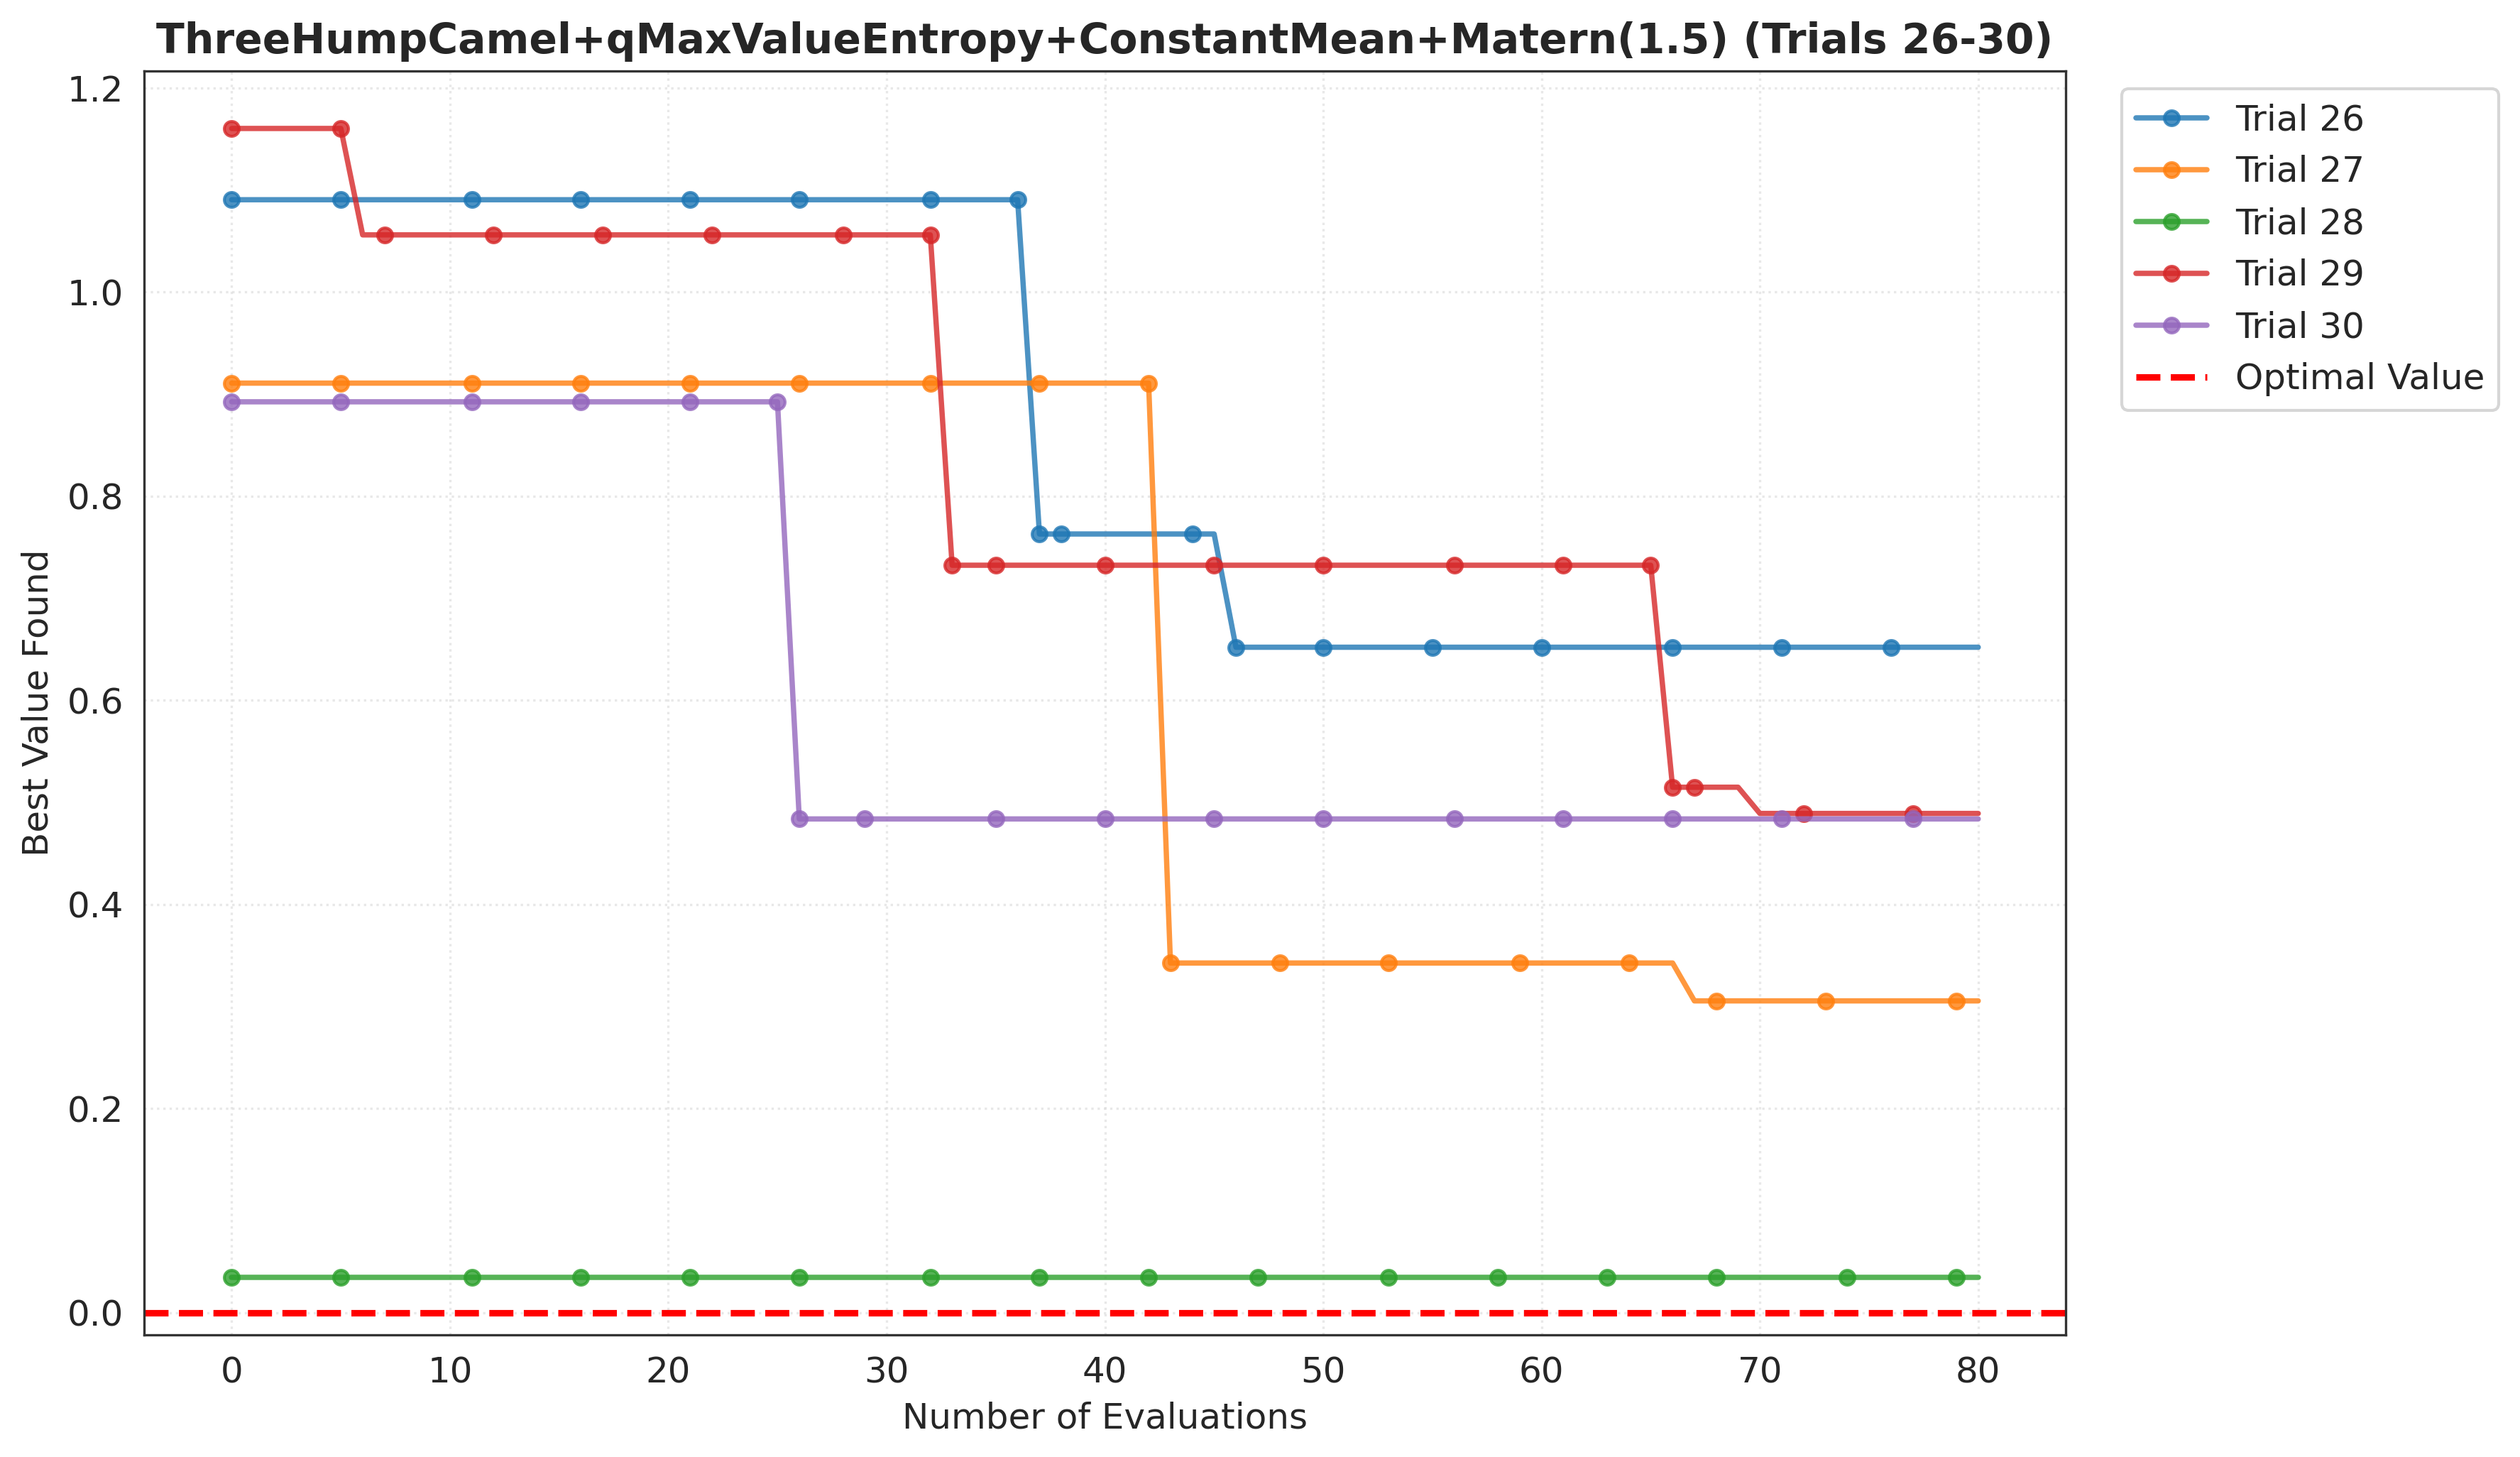 ThreeHumpCamel+qMaxValueEntropy+ConstantMean+Matern(1.5) (Trials 26-30)
Best Value Found
1.2
1.0
0.8
0.6
0.4
0.2
0.0
0 10 20 30 40 50 60 70 80
Number of Evaluations
Trial 26
Trial 27
Trial 28
Trial 29
Trial 30
Optimal Value